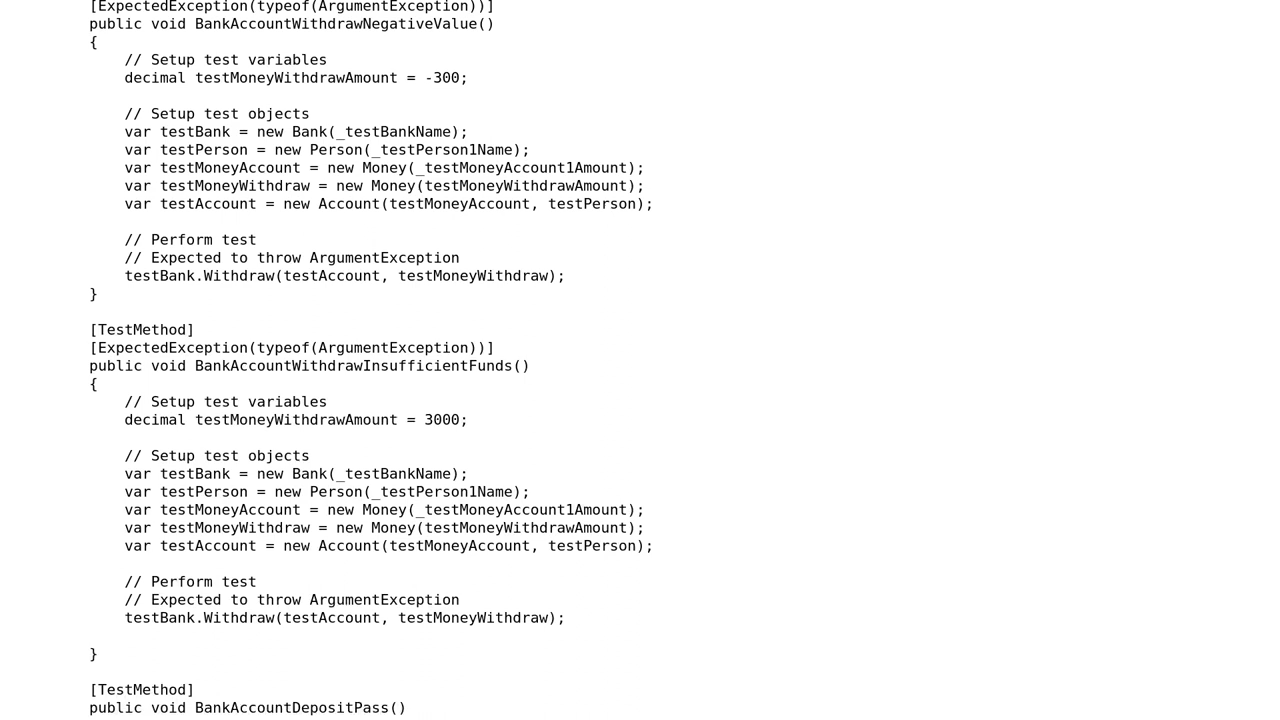 [ExpectedException(typeof(ArgumentException))]
public void BankAccountWithdrawNegativeValue()
{
    // Setup test variables
    decimal testMoneyWithdrawAmount = -300;

    // Setup test objects
    var testBank = new Bank(_testBankName);
    var testPerson = new Person(_testPerson1Name);
    var testMoneyAccount = new Money(_testMoneyAccount1Amount);
    var testMoneyWithdraw = new Money(testMoneyWithdrawAmount);
    var testAccount = new Account(testMoneyAccount, testPerson);

    // Perform test
    // Expected to throw ArgumentException
    testBank.Withdraw(testAccount, testMoneyWithdraw);
}

[TestMethod]
[ExpectedException(typeof(ArgumentException))]
public void BankAccountWithdrawInsufficientFunds()
{
    // Setup test variables
    decimal testMoneyWithdrawAmount = 3000;

    // Setup test objects
    var testBank = new Bank(_testBankName);
    var testPerson = new Person(_testPerson1Name);
    var testMoneyAccount = new Money(_testMoneyAccount1Amount);
    var testMoneyWithdraw = new Money(testMoneyWithdrawAmount);
    var testAccount = new Account(testMoneyAccount, testPerson);

    // Perform test
    // Expected to throw ArgumentException
    testBank.Withdraw(testAccount, testMoneyWithdraw);

}

[TestMethod]
public void BankAccountDepositPass()